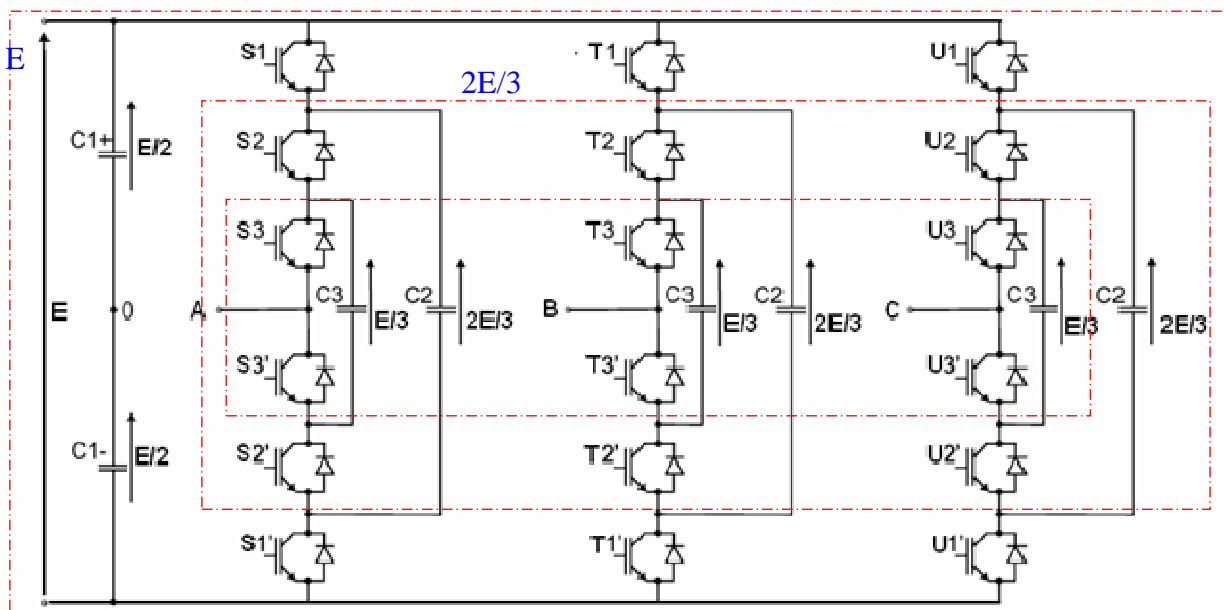 S1 T1 U1
E 2E/3
C1+ E/2 S2 T2 U2
S3 T3 U3
E 0 A C3 E/3 C2 2E/3 B C3 E/3 C2 2E/3 C C3 E/3 C2 2E/3
S3' T3' U3'
C1- E/2 S2' T2' U2'
S1' T1' U1'